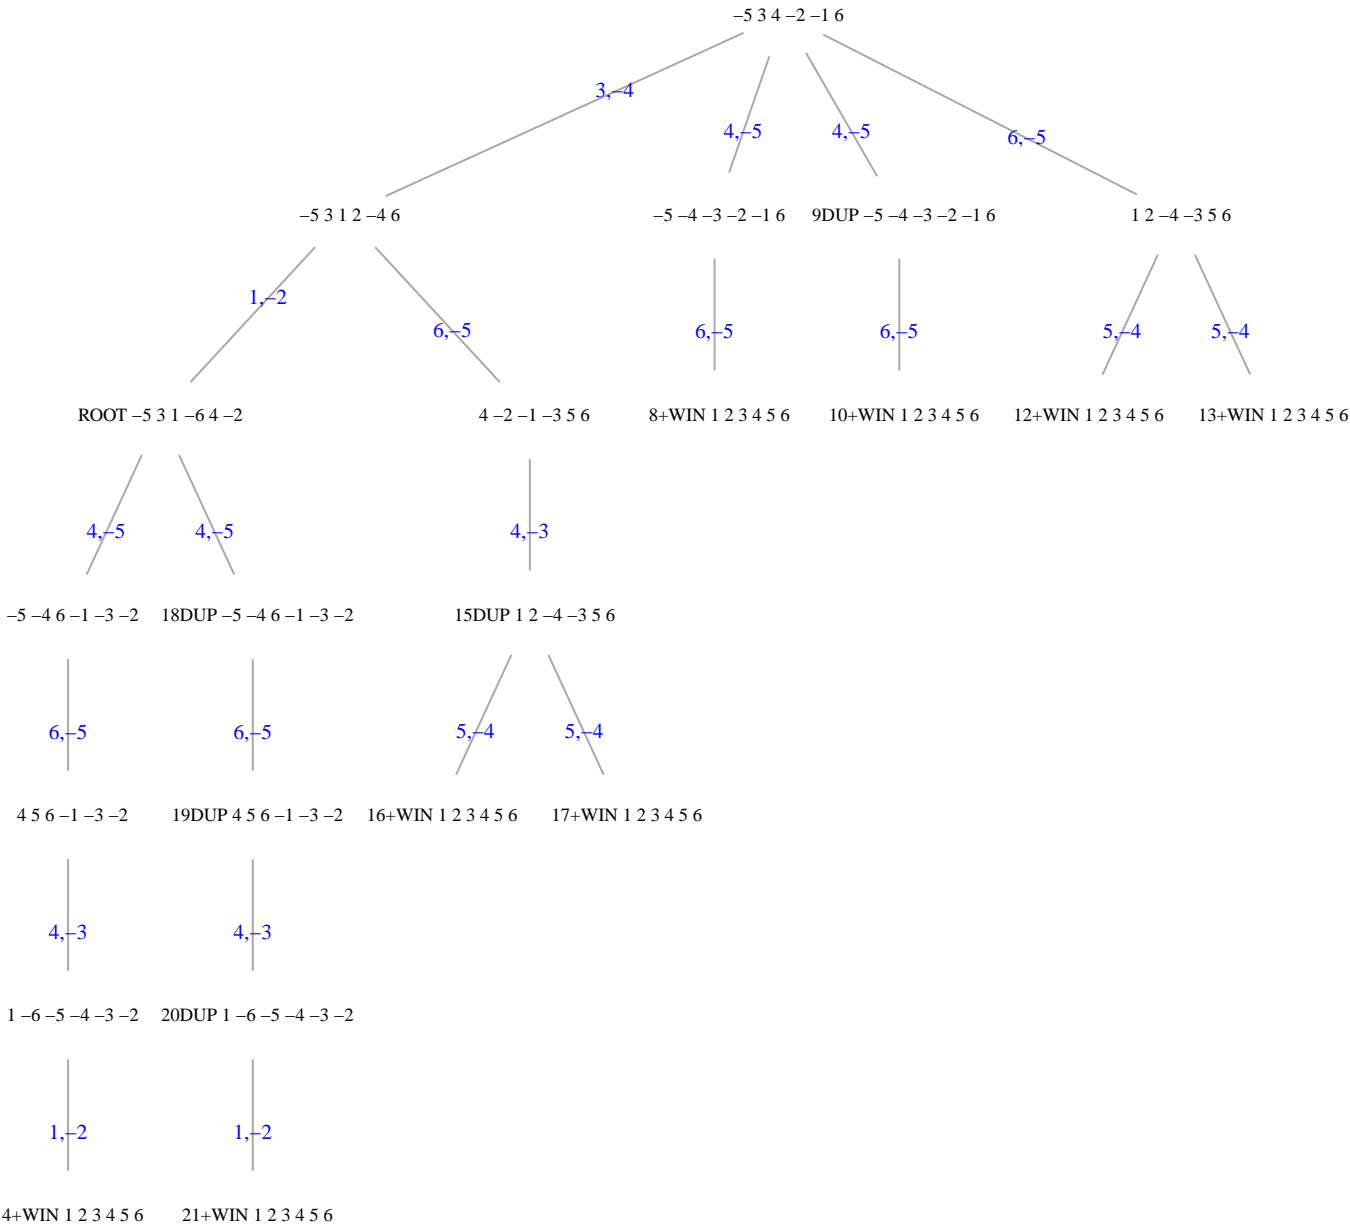 –5 3 4 –2 –1 6
3,–4
4,–5
4,–5
6,–5
–5 3 1 2 –4 6
–5 –4 –3 –2 –1 6
9DUP –5 –4 –3 –2 –1 6
1 2 –4 –3 5 6
1,–2
6,–5
6,–5
6,–5
5,–4
5,–4
ROOT –5 3 1 –6 4 –2
4 –2 –1 –3 5 6
8+WIN 1 2 3 4 5 6
10+WIN 1 2 3 4 5 6
12+WIN 1 2 3 4 5 6
13+WIN 1 2 3 4 5 6
4,–5
4,–5
4,–3
–5 –4 6 –1 –3 –2
18DUP –5 –4 6 –1 –3 –2
15DUP 1 2 –4 –3 5 6
6,–5
6,–5
5,–4
5,–4
4 5 6 –1 –3 –2
19DUP 4 5 6 –1 –3 –2
16+WIN 1 2 3 4 5 6
17+WIN 1 2 3 4 5 6
4,–3
4,–3
1 –6 –5 –4 –3 –2
20DUP 1 –6 –5 –4 –3 –2
1,–2
1,–2
4+WIN 1 2 3 4 5 6
21+WIN 1 2 3 4 5 6